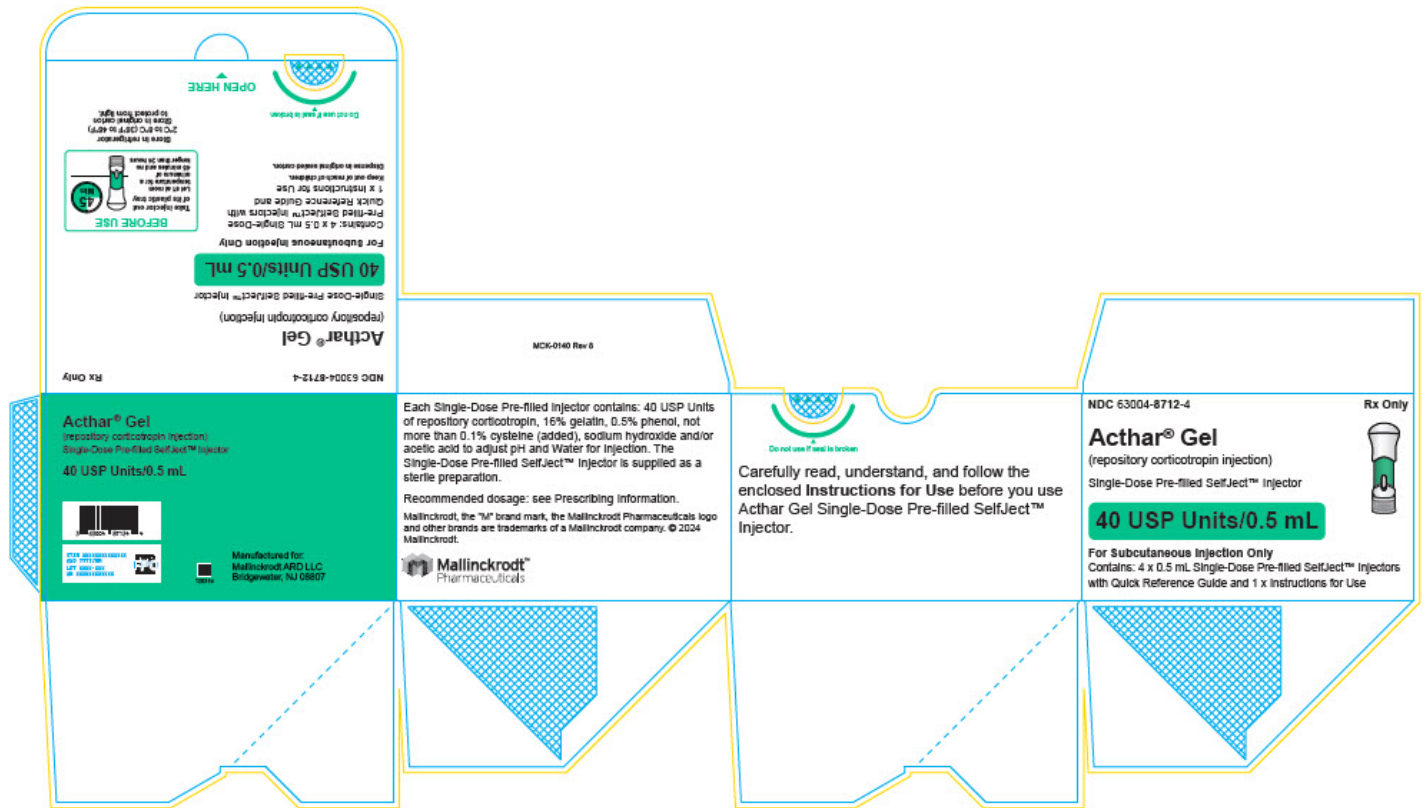 OPEN HERE
Do not use if seal is broken
Store in refrigerator
2°C to 8°C (36°F to 46°F)
Store in original carton
to protect from light.
BEFORE USE
Take injector out
of its plastic tray
Let sit at room
temperature for a
minimum of
45 minutes and no
longer than 24 hours
45
Min
Dispense in original sealed carton.
Keep out of reach of children.
Contains: 4 x 0.5 mL Single-Dose
Pre-filled SelfJect™ Injectors with
Quick Reference Guide and
1 x Instructions for Use
For Subcutaneous Injection Only
40 USP Units/0.5 mL
Single-Dose Pre-filled SelfJect™ Injector
(repository corticotropin injection)
Acthar® Gel
NDC 63004-8712-4
Rx Only
MCK-0140 Rev 8
Acthar® Gel
(repository corticotropin injection)
Single-Dose Pre-filled SelfJect™ Injector
40 USP Units/0.5 mL
Manufactured for:
Mallinckrodt ARD LLC
Bridgewater, NJ 08807
Each Single-Dose Pre-filled Injector contains: 40 USP Units
of repository corticotropin, 16% gelatin, 0.5% phenol, not
more than 0.1% cysteine (added), sodium hydroxide and/or
acetic acid to adjust pH and Water for Injection. The
Single-Dose Pre-filled SelfJect™ Injector is supplied as a
sterile preparation.
Recommended dosage: see Prescribing Information.
Mallinckrodt, the "M" brand mark, the Mallinckrodt Pharmaceuticals logo
and other brands are trademarks of a Mallinckrodt company. © 2024
Mallinckrodt.
Mallinckrodt™
Pharmaceuticals
Do not use if seal is broken
Carefully read, understand, and follow the
enclosed Instructions for Use before you use
Acthar Gel Single-Dose Pre-filled SelfJect™
Injector.
NDC 63004-8712-4
Rx Only
Acthar® Gel
(repository corticotropin injection)
Single-Dose Pre-filled SelfJect™ Injector
40 USP Units/0.5 mL
For Subcutaneous Injection Only
Contains: 4 x 0.5 mL Single-Dose Pre-filled SelfJect™ Injectors
with Quick Reference Guide and 1 x Instructions for Use